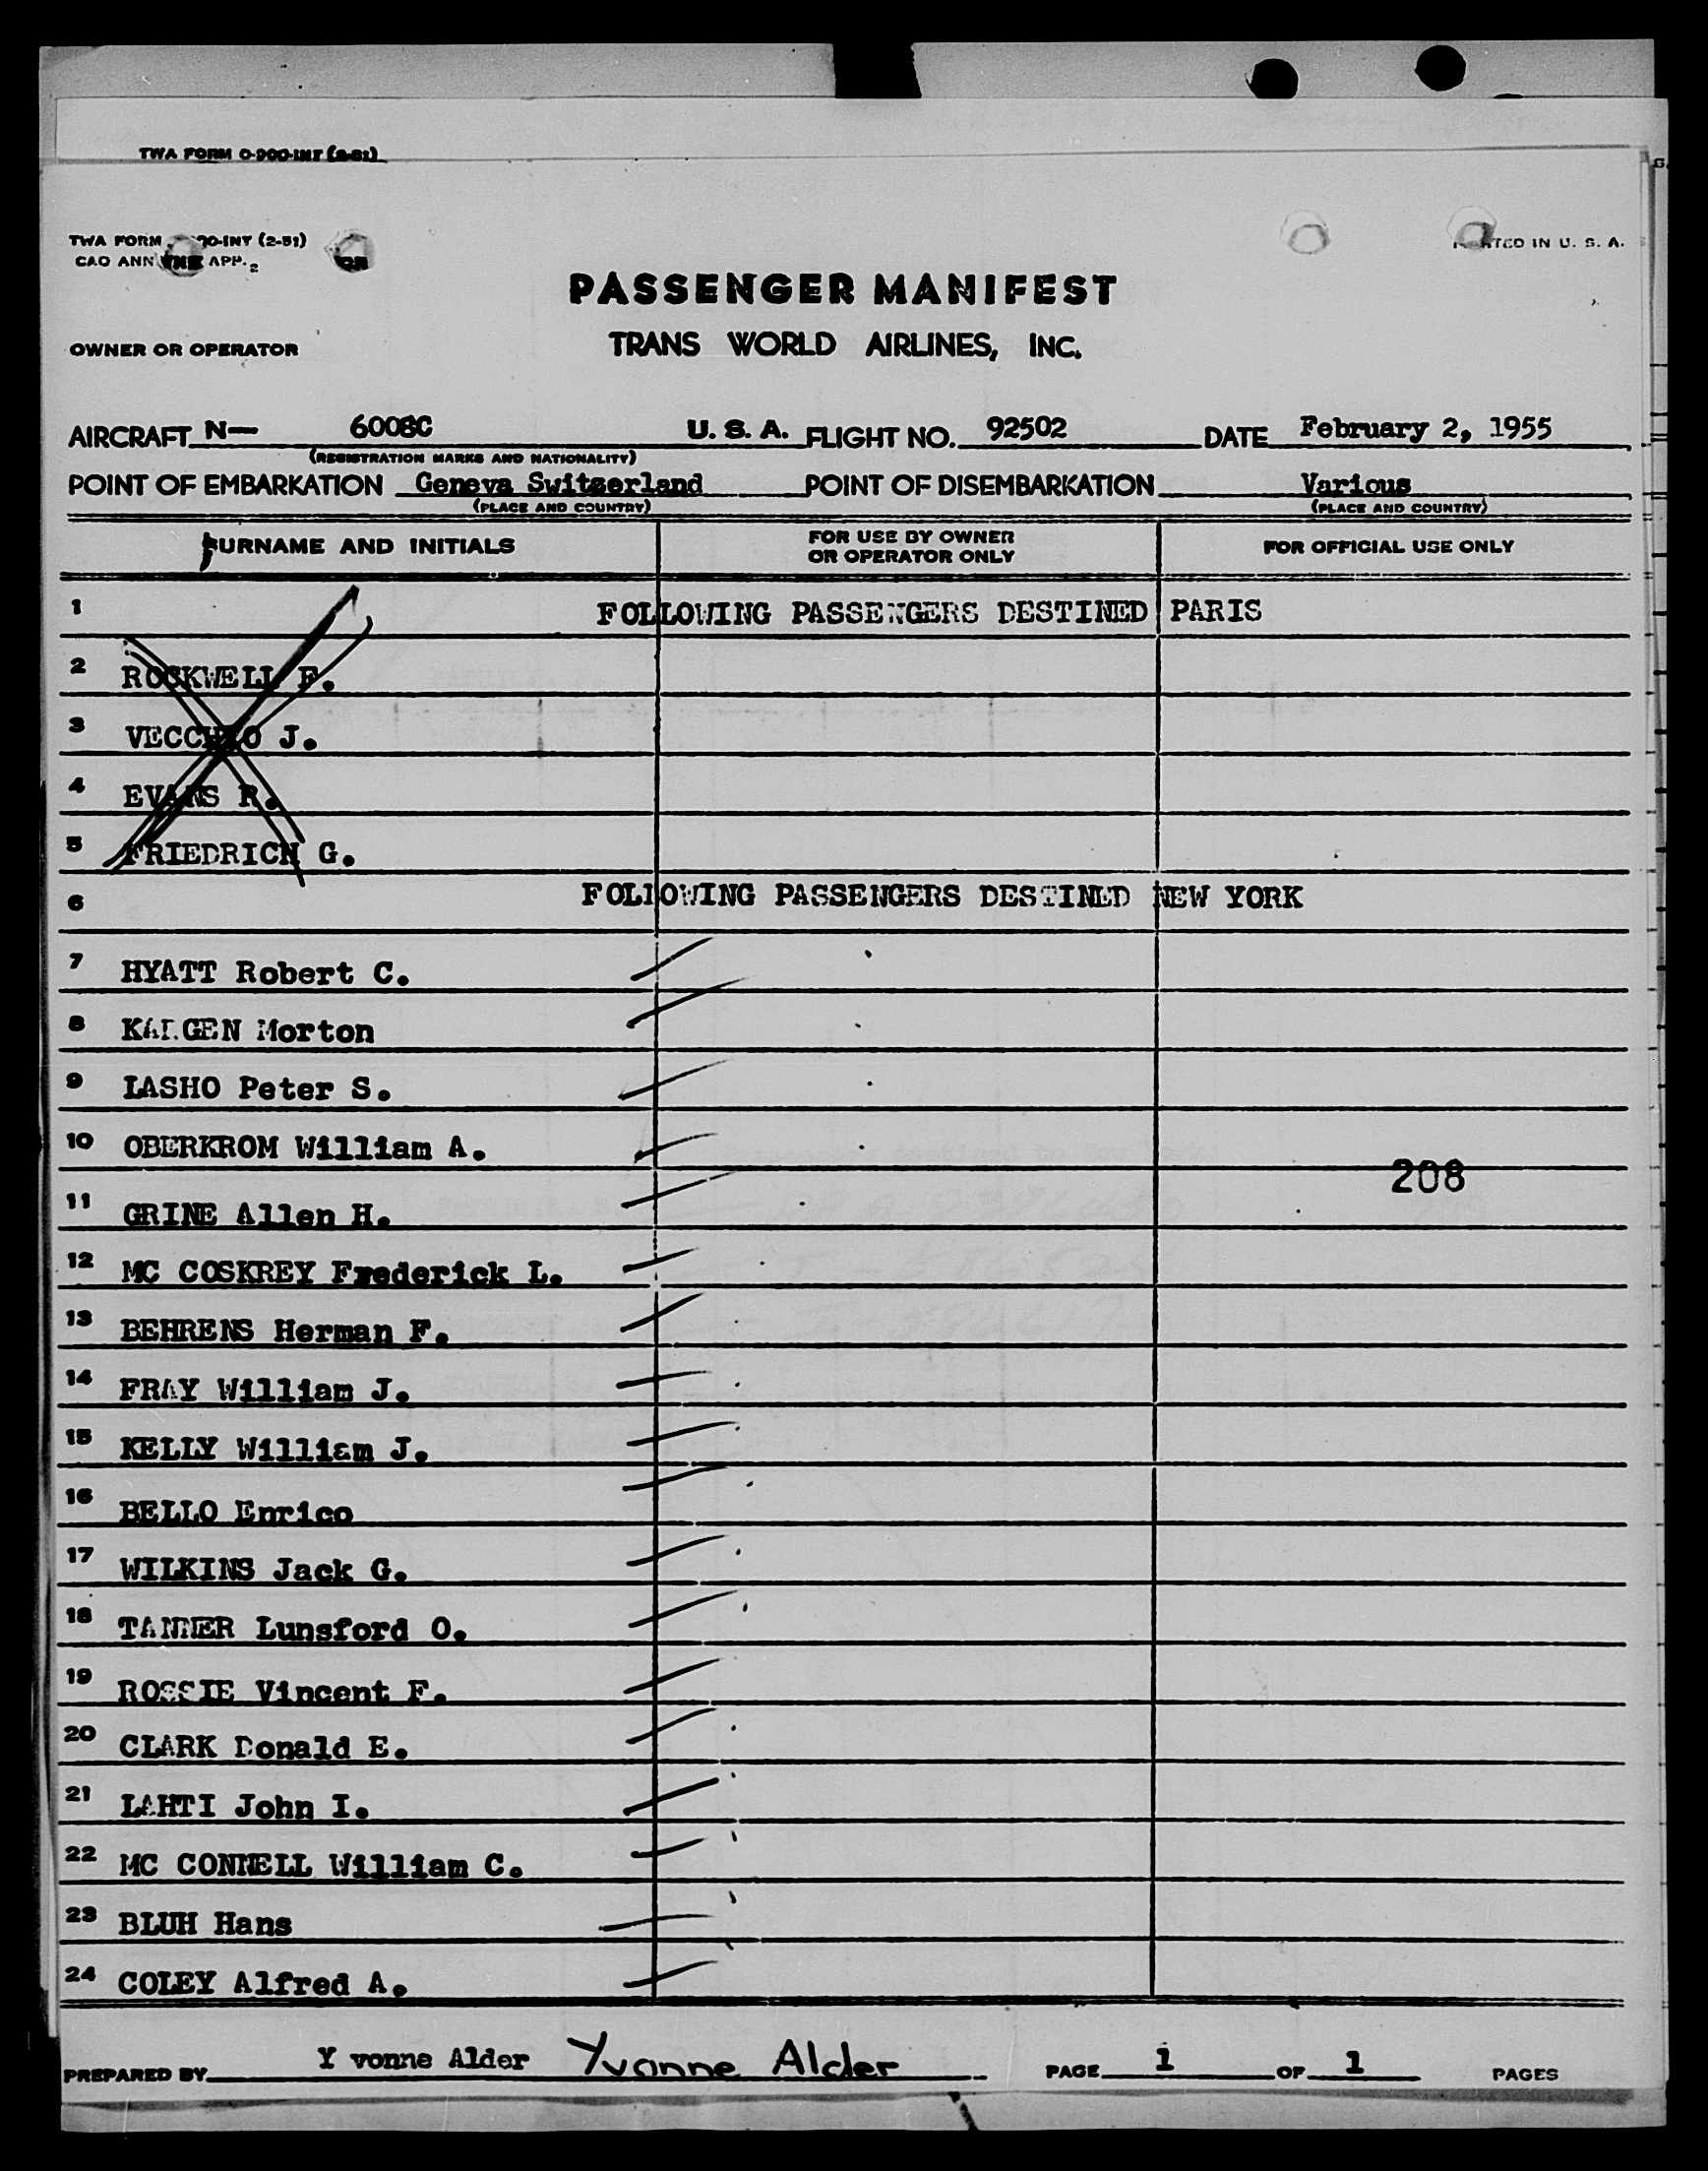 TWA FORM O-900-INT (2-51)
TWA FORM (2-51)
PRINTED IN U. S. A.
CAO ANN APP. 2
PASSENGER MANIFEST
OWNER OR OPERATOR TRANS WORLD AIRLINES, INC.
AIRCRAFT N— 6008C U. S. A. FLIGHT NO. 92502 DATE February 2, 1955
(REGISTRATION MARKS AND NATIONALITY)
POINT OF EMBARKATION Geneva Switzerland POINT OF DISEMBARKATION Various
(PLACE AND COUNTRY) (PLACE AND COUNTRY)
SURNAME AND INITIALS FOR USE BY OWNER OR OPERATOR ONLY FOR OFFICIAL USE ONLY
1 FOLLOWING PASSENGERS DESTINED PARIS
2 ROCKWELL F.
3 VECCHIO J.
4 EVANS R.
5 FRIEDRICH G.
6 FOLLOWING PASSENGERS DESTINED NEW YORK
7 HYATT Robert C.
8 Morton
9 LASHO Peter S.
10 OBERKROM William A.
208
11 GRINE Allen H.
12 MC COSKREY Frederick L.
13 BEHRENS Herman F.
14 FRAY William J.
15 KELLY William J.
16 BELLO Enrico
17 WILKINS Jack G.
18 TANNER Lunsford O.
19 ROSSIE Vincent F.
20 CLARK Donald E.
21 LAHTI John I.
22 MC CONNELL William C.
23 BLUH Hans
24 COLEY Alfred A.
PREPARED BY Y vonne Alder Yvonne Alder PAGE 1 OF 1 PAGES